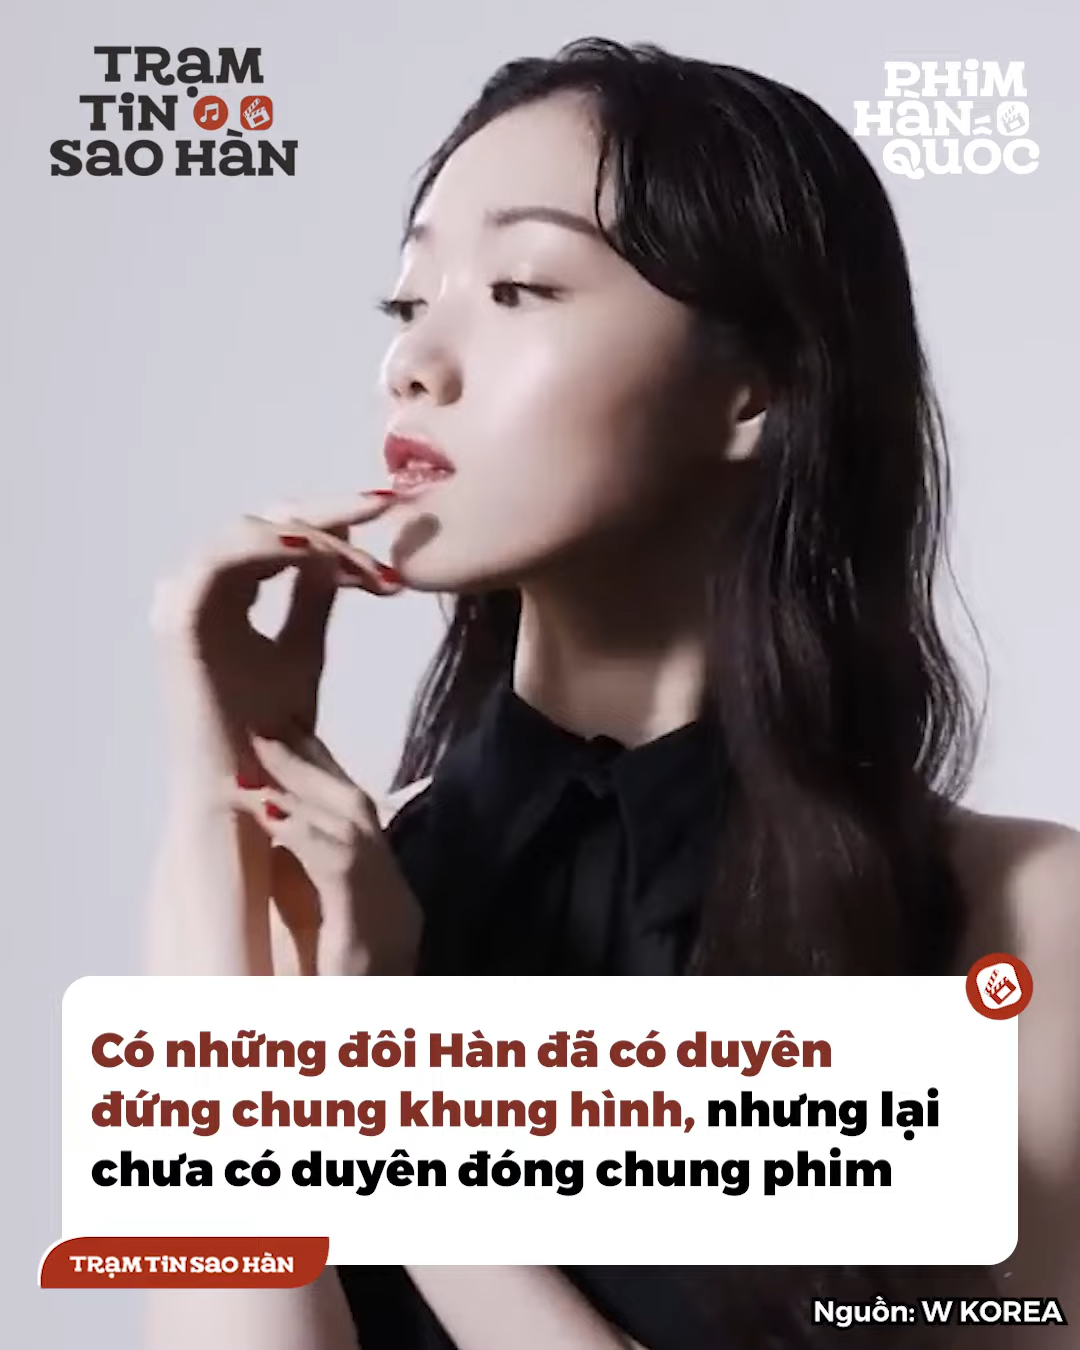 TRẠM
TIN
SAO HÀN
PHIM
HÀN
QUỐC
Có những đôi Hàn đã có duyên
đứng chung khung hình, nhưng lại
chưa có duyên đóng chung phim
TRẠM TIN SAO HÀN
Nguồn: W KOREA